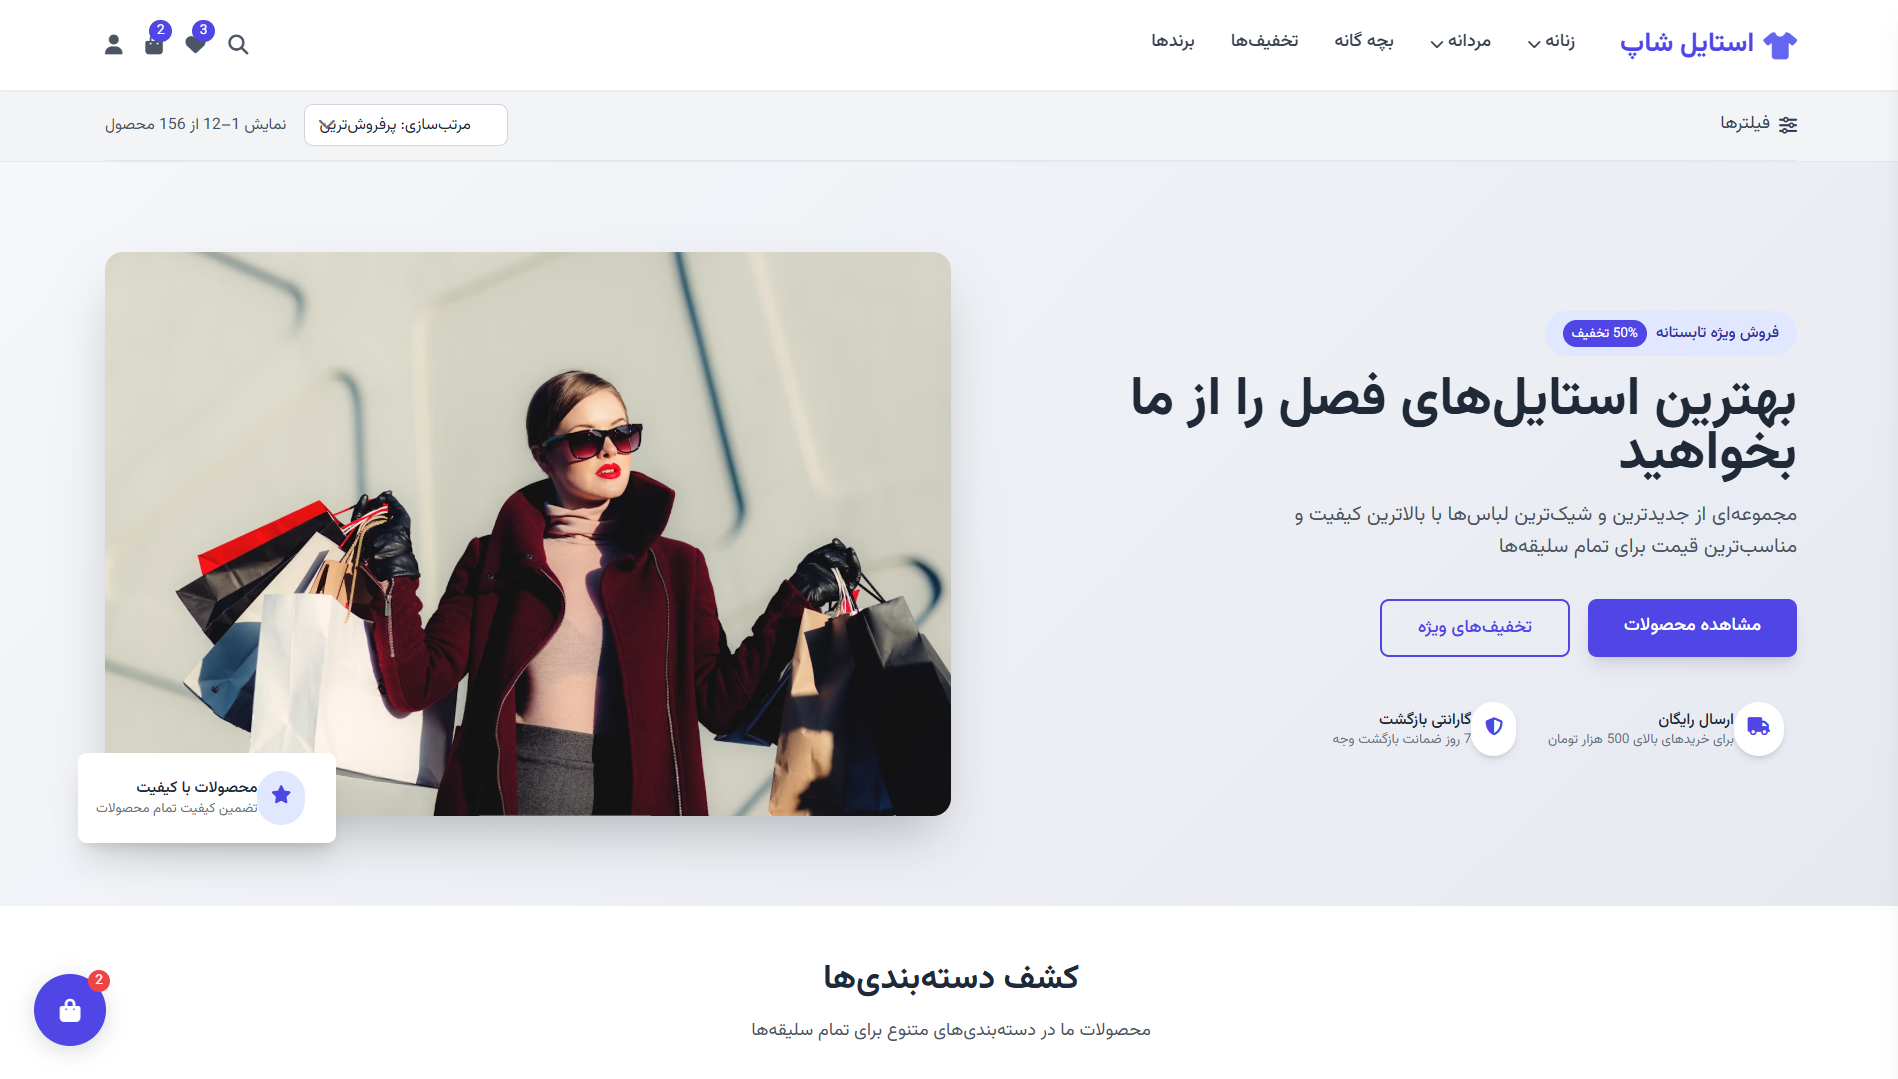 استایل شاپ
زنانه
مردانه
بچه گانه
تخفیف‌ها
برندها
3
2
فیلترها
مرتب‌سازی: پرفروش‌ترین
نمایش 1–12 از 156 محصول
فروش ویژه تابستانه
50% تخفیف
بهترین استایل‌های فصل را از ما
بخواهید
مجموعه‌ای از جدیدترین و شیک‌ترین لباس‌ها با بالاترین کیفیت و
مناسب‌ترین قیمت برای تمام سلیقه‌ها
مشاهده محصولات
تخفیف‌های ویژه
ارسال رایگان
برای خریدهای بالای 500 هزار تومان
گارانتی بازگشت
7 روز ضمانت بازگشت وجه
محصولات با کیفیت
تضمین کیفیت تمام محصولات
کشف دسته‌بندی‌ها
محصولات ما در دسته‌بندی‌های متنوع برای تمام سلیقه‌ها
2